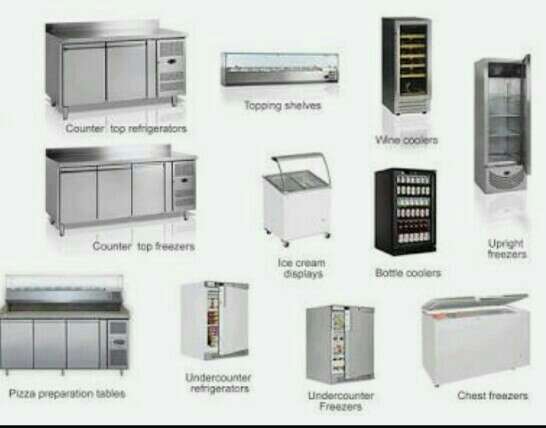 Counter top refrigerators
Topping shelves
Wine coolers
Counter top freezers
Ice cream
displays
Bottle coolers
Upright
freezers
Pizza preparation tables
Undercounter
refrigerators
Undercounter
Freezers
Chest freezers